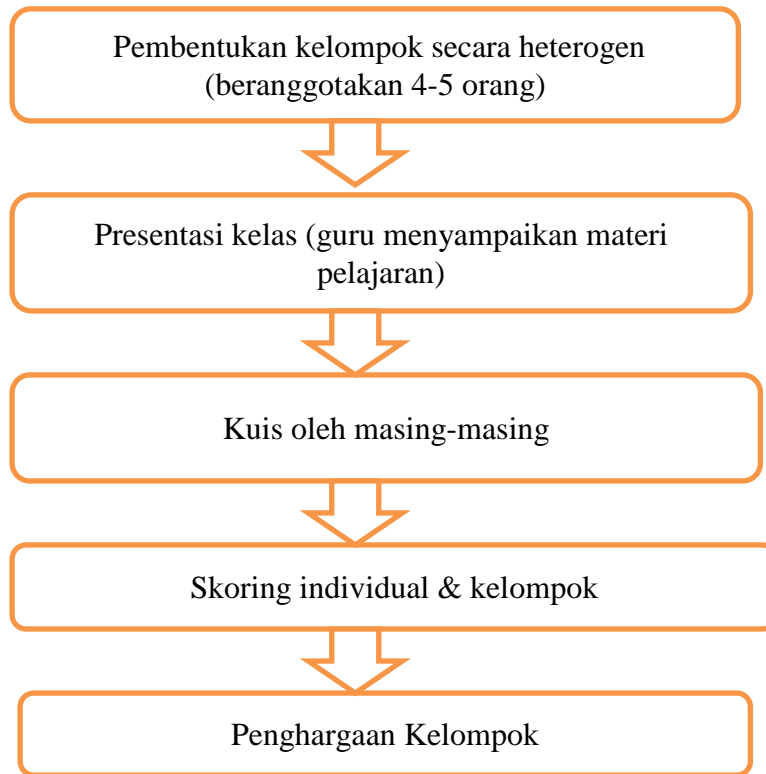 Pembentukan kelompok secara heterogen
(beranggotakan 4-5 orang)
Presentasi kelas (guru menyampaikan materi
pelajaran)
Kuis oleh masing-masing
Skoring individual & kelompok
Penghargaan Kelompok